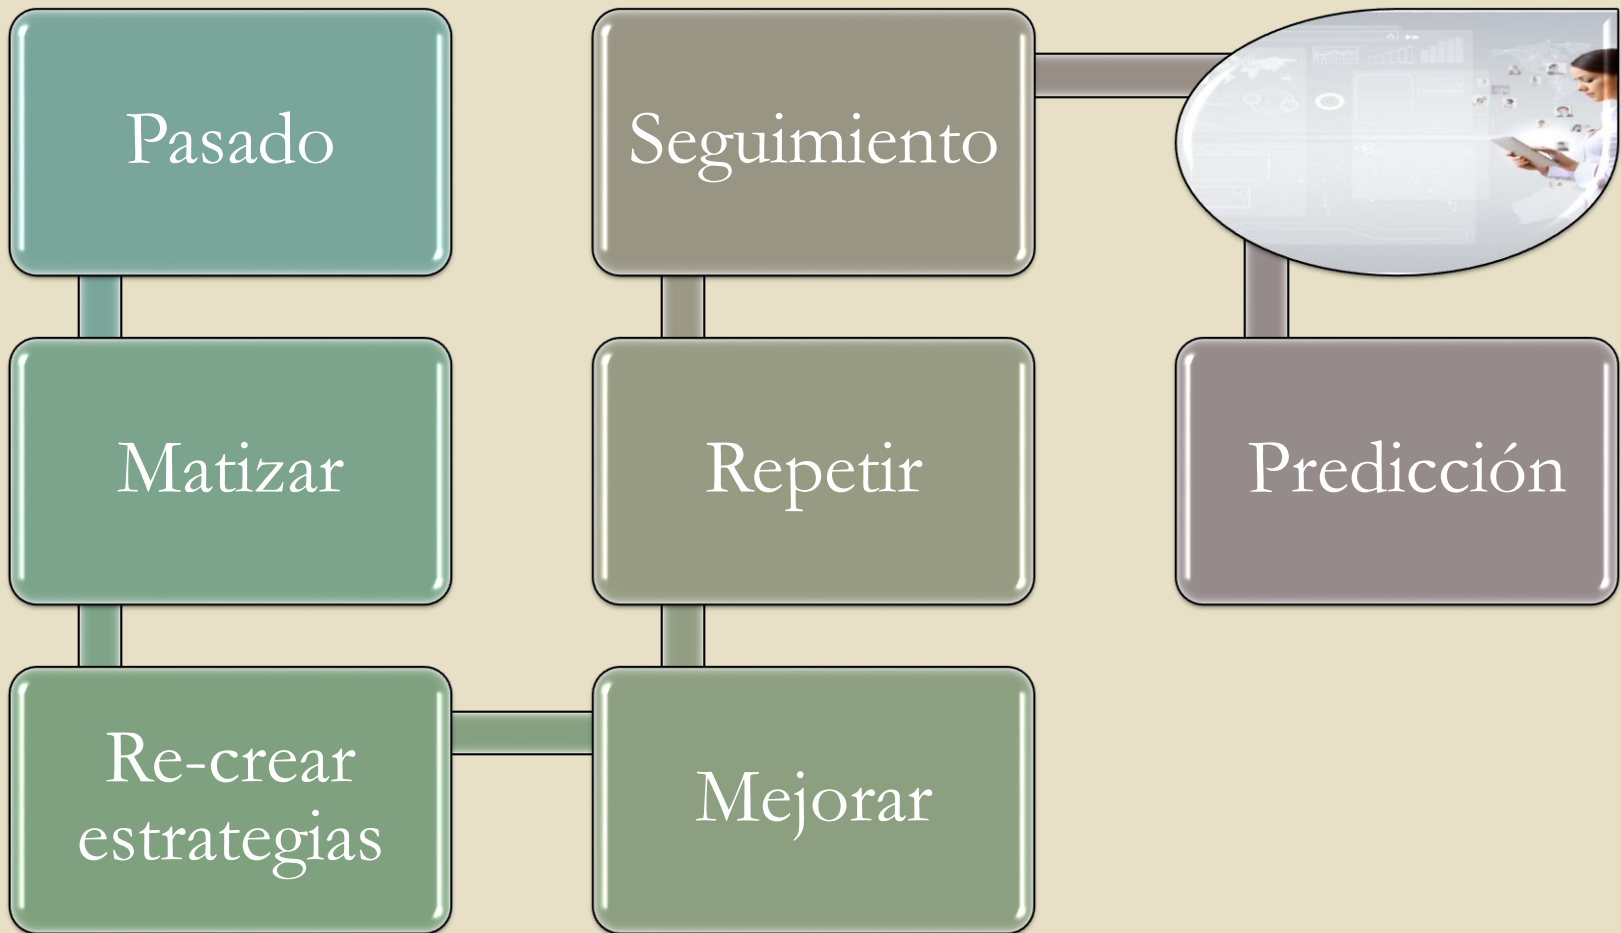 Pasado
Matizar
Re-crear
estrategias
Mejorar
Repetir
Seguimiento
Predicción